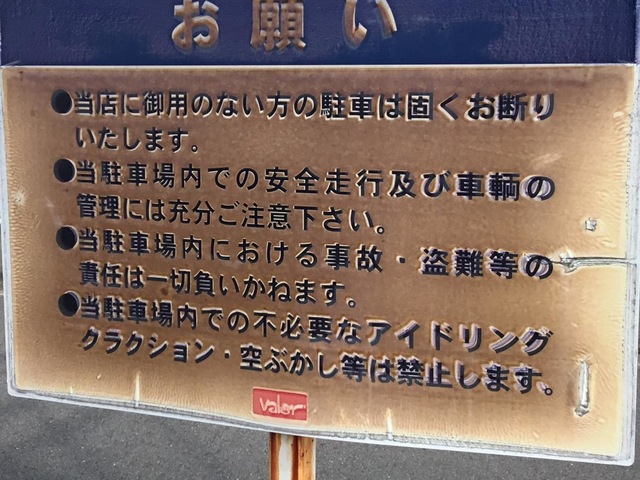 お願い
●当店に御用のない方の駐車は固くお断り
いたします。
●当駐車場内での安全走行及び車輌の
管理には充分ご注意下さい。
●当駐車場内における事故・盗難等の
責任は一切負いかねます。
●当駐車場内での不必要なアイドリング
クラクション・空ぶかし等は禁止します。
Valor